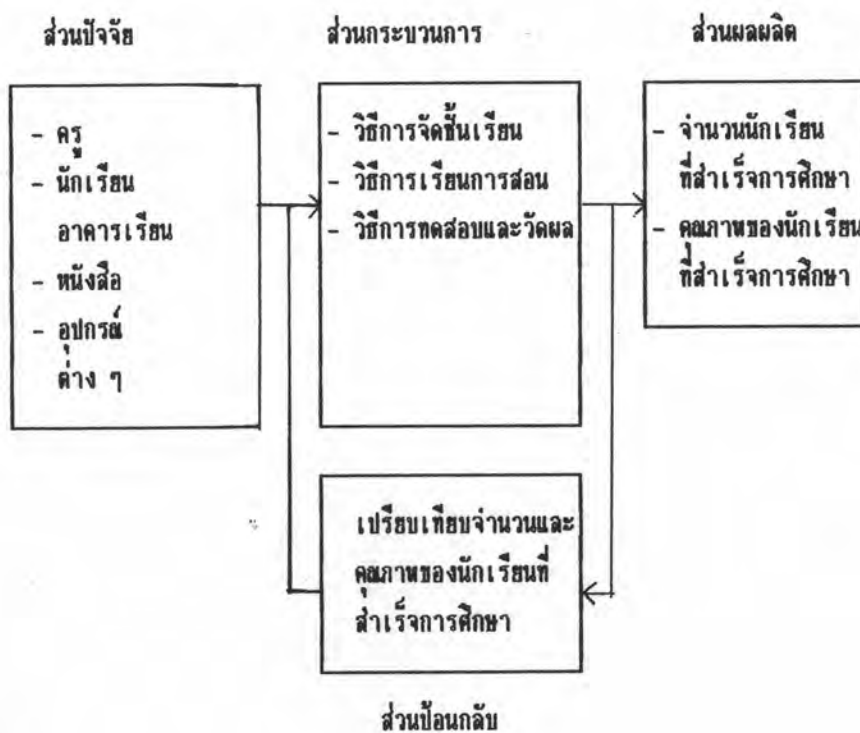 ส่วนปัจจัย
ส่วนกระบวนการ
ส่วนผลผลิต
- ครู
- นักเรียน
อาคารเรียน
- หนังสือ
- อุปกรณ์
ต่าง ๆ
- วิธีการจัดชั้นเรียน
- วิธีการเรียนการสอน
- วิธีการทดสอบและวัดผล
- จำนวนนักเรียน
ที่สำเร็จการศึกษา
- คุณภาพของนักเรียน
ที่สำเร็จการศึกษา
เปรียบเทียบจำนวนและ
คุณภาพของนักเรียนที่
สำเร็จการศึกษา
ส่วนป้อนกลับ